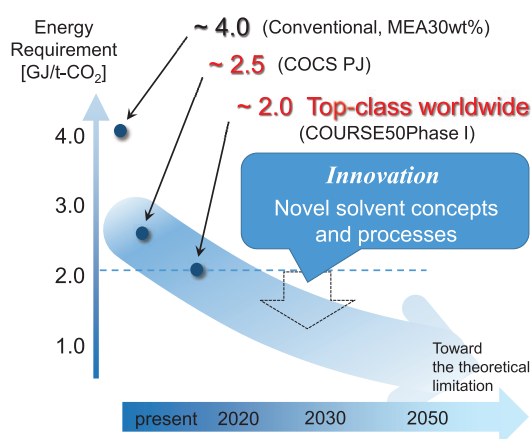 Energy
Requirement
[GJ/t-CO₂]
~ 4.0 (Conventional, MEA30wt%)
~ 2.5 (COCS PJ)
~ 2.0 Top-class worldwide
(COURSE50Phase I)
4.0
3.0
2.0
1.0
Innovation
Novel solvent concepts
and processes
Toward
the theoretical
limitation
present 2020 2030 2050